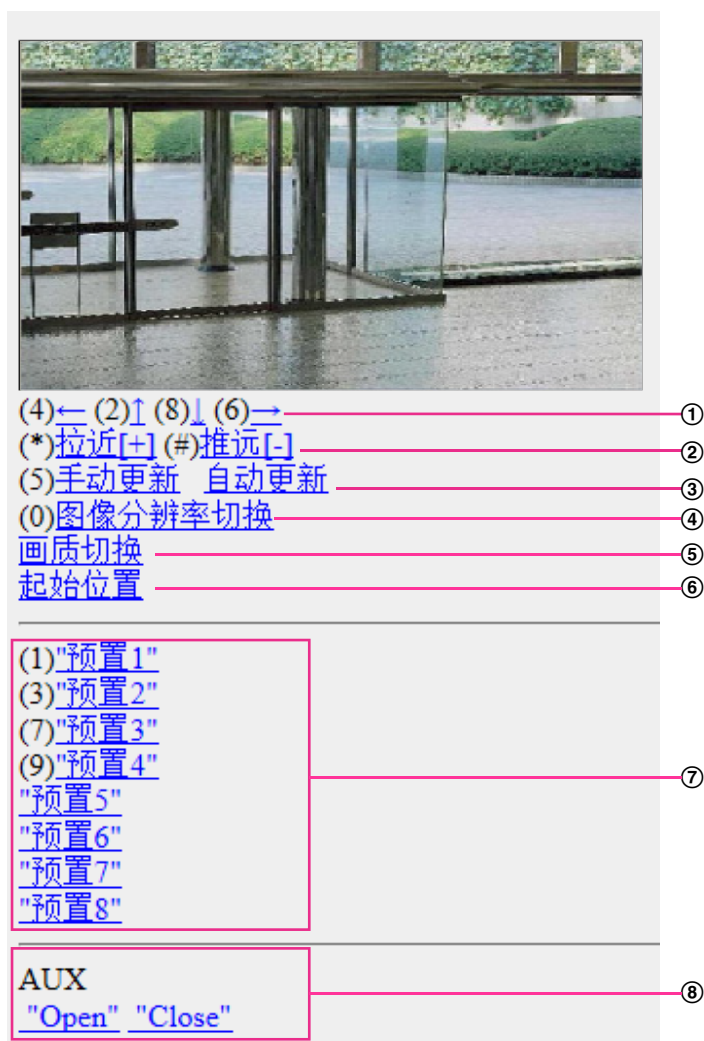 (4)← (2)↑ (8)↓ (6)→ ①
(*)拉近[+] (#)推远[-] ②
(5)手动更新 自动更新 ③
(0)图像分辨率切换 ④
画质切换 ⑤
起始位置 ⑥
(1)"预置1"
(3)"预置2"
(7)"预置3"
(9)"预置4" ⑦
"预置5"
"预置6"
"预置7"
"预置8"
AUX ⑧
"Open" "Close"